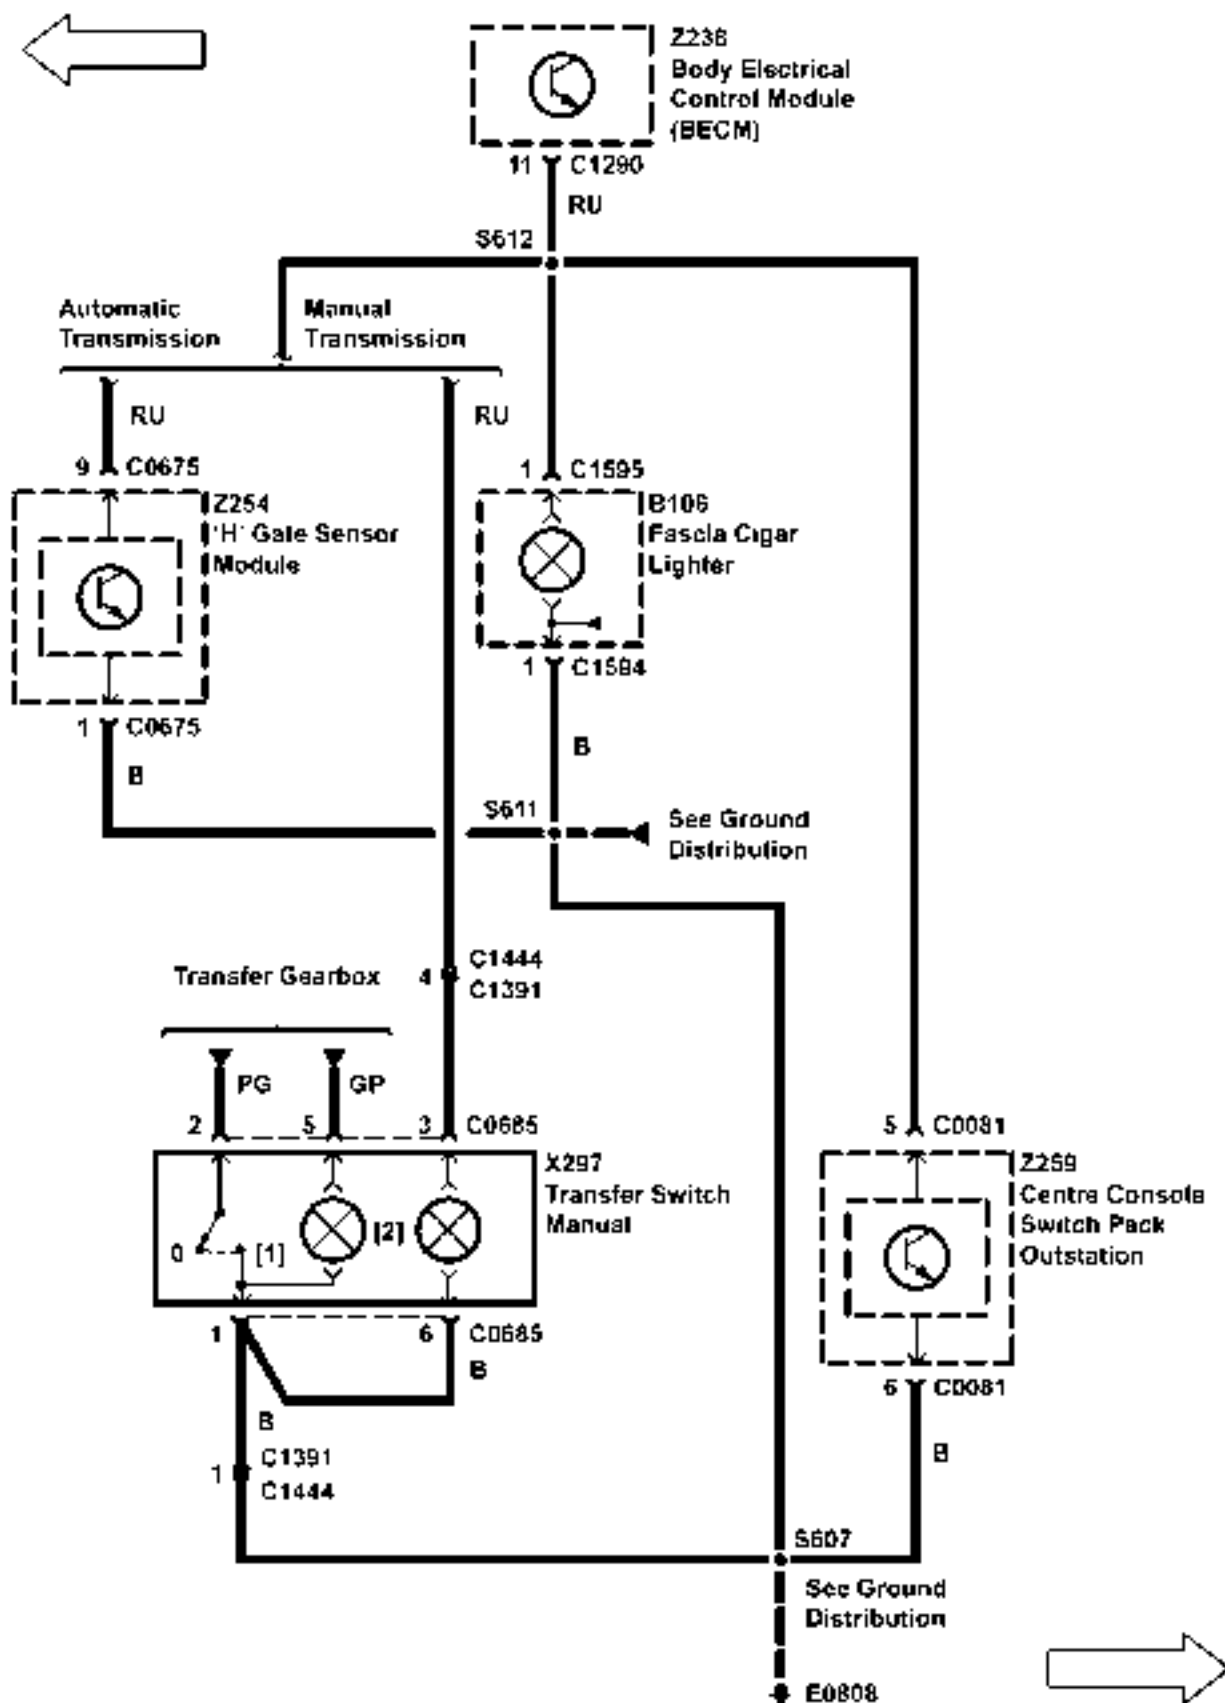 Z238
Body Electrical
Control Module
(BECM)
11 C1290
RU
S612
Automatic
Transmission
Manual
Transmission
RU
RU
9 C0675
1 C1595
Z254
'H' Gate Sensor
Module
B106
Fascia Cigar
Lighter
1 C1594
1 C0675
B
B
S611
See Ground
Distribution
Transfer Gearbox
4
C1444
C1391
PG
GP
2 5 3 C0685
5 C0081
X297
Transfer Switch
Manual
0
[1]
[2]
Z259
Centre Console
Switch Pack
Outstation
1 6 C0685
B
6 C0081
B
B
1
C1391
C1444
S607
See Ground
Distribution
E0808